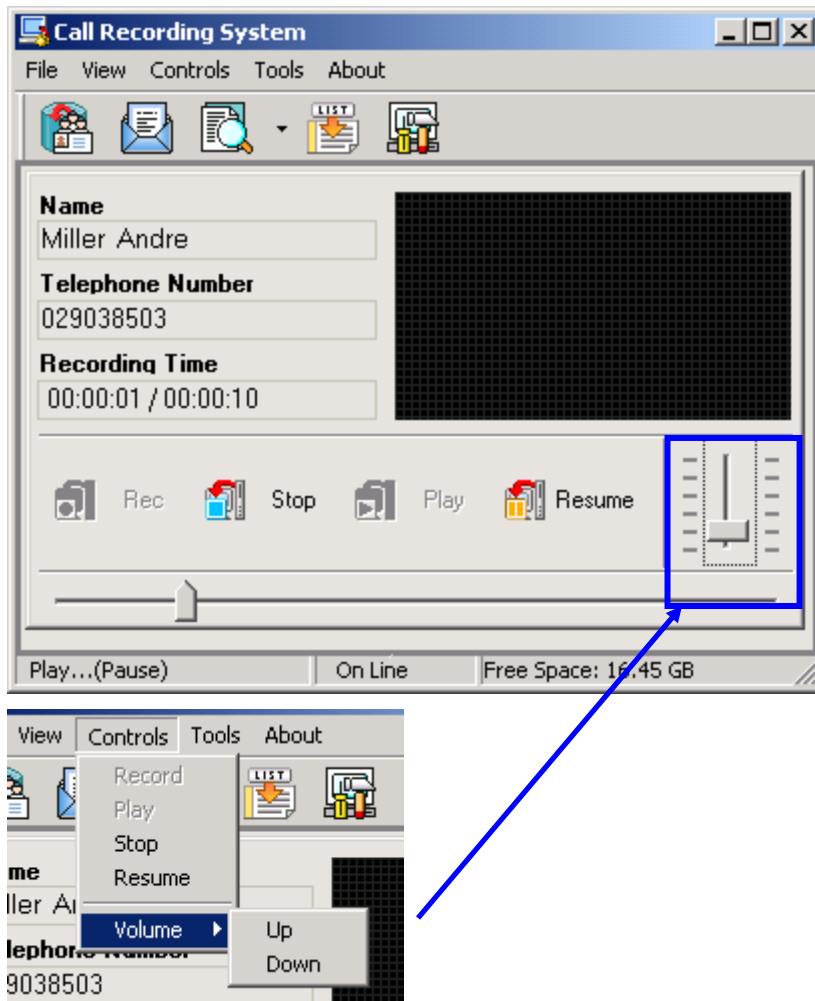 Call Recording System
File View Controls Tools About
LIST
Name
Miller Andre
Telephone Number
029038503
Recording Time
00:00:01 / 00:00:10
Rec Stop Play Resume
Play...(Pause) On Line Free Space: 16.45 GB
View Controls Tools About
Record
LIST
Play
Stop
me
Resume
ller A
Volume Up
lephone Number
Down
9038503